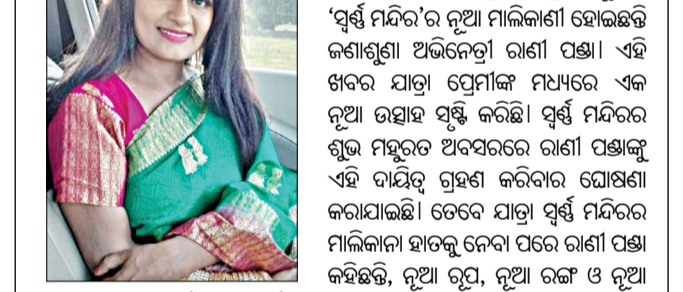 ‘ସ୍ୱର୍ଣ୍ଣ ମନ୍ଦିର’ର ନୂଆ ମାଲିକାଣୀ ହୋଇଛନ୍ତି
ଜଣାଶୁଣା ଅଭିନେତ୍ରୀ ରାଣୀ ପଣ୍ଡା। ଏହି
ଖବର ଯାତ୍ରା ପ୍ରେମୀଙ୍କ ମଧ୍ୟରେ ଏକ
ନୂଆ ଉତ୍ସାହ ସୃଷ୍ଟି କରିଛି। ସ୍ୱର୍ଣ୍ଣ ମନ୍ଦିରର
ଶୁଭ ମହୁରତ ଅବସରରେ ରାଣୀ ପଣ୍ଡାଙ୍କୁ
ଏହି ଦାୟିତ୍ୱ ଗ୍ରହଣ କରିବାର ଘୋଷଣା
କରାଯାଇଛି। ତେବେ ଯାତ୍ରା ସ୍ୱର୍ଣ୍ଣ ମନ୍ଦିରର
ମାଲିକାନା ହାତକୁ ନେବା ପରେ ରାଣୀ ପଣ୍ଡା
କହିଛନ୍ତି, ନୂଆ ରୂପ, ନୂଆ ରଙ୍ଗ ଓ ନୂଆ